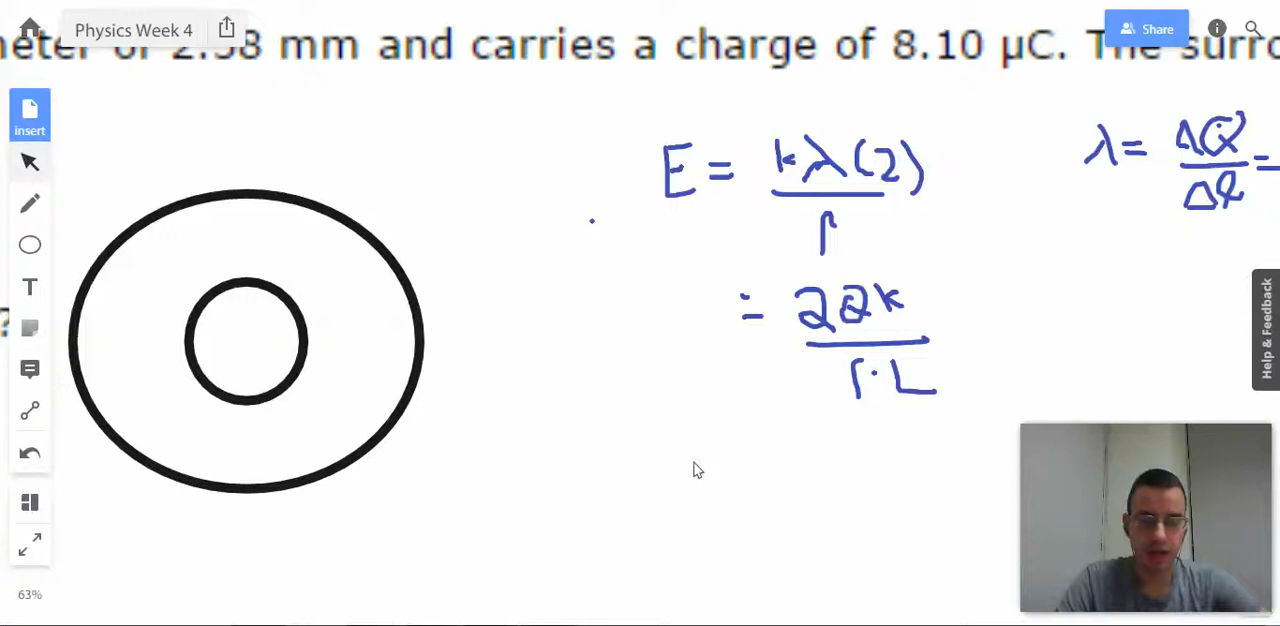 Physics Week 4
Share
meter of 2.58 mm and carries a charge of 8.10 μC. The surro
insert
E = kλ(2)
r
λ = ΔQ =
Δl
= 2Qk
r·L
?
T
Help & Feedback
63%